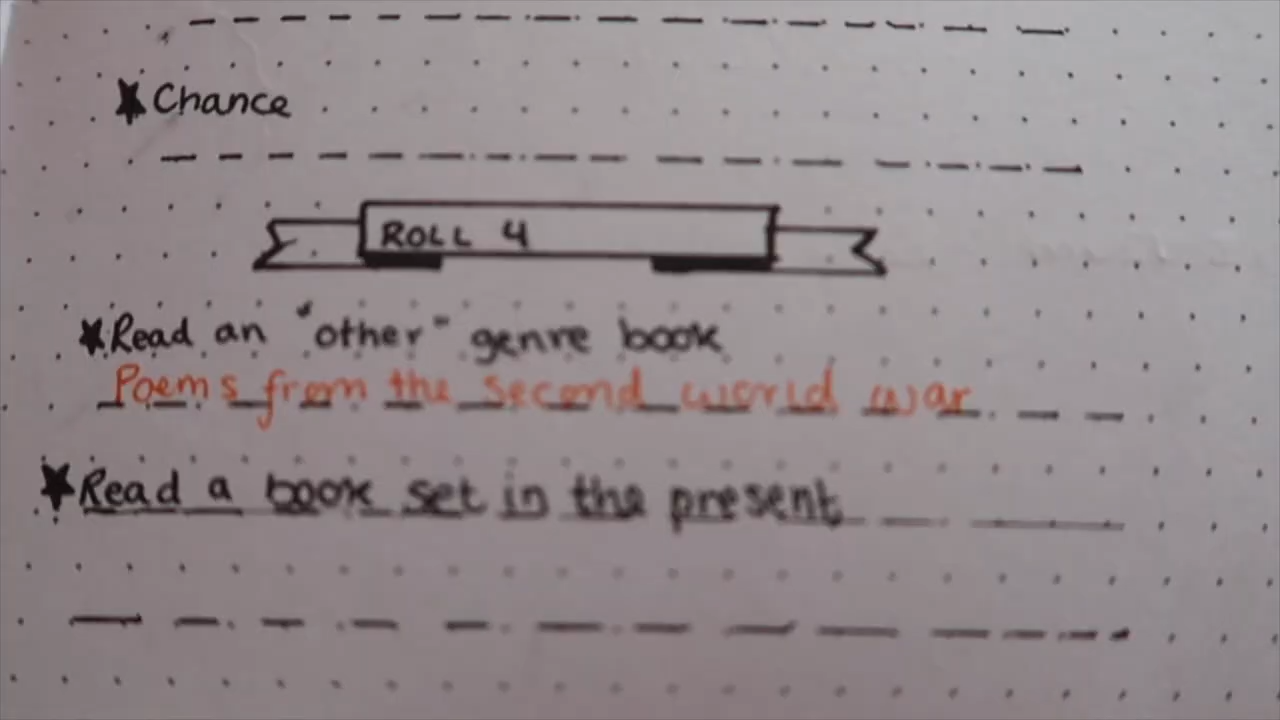 Chance
ROLL 4
Read an "other" genre book
Poems from the second world war
Read a book set in the present